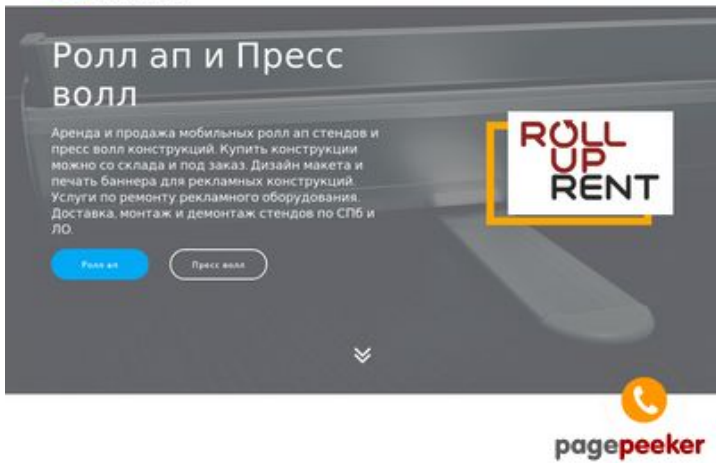 Ролл ап и Пресс
волл
Аренда и продажа мобильных ролл ап стендов и
пресс волл конструкций. Купить конструкции
можно со склада и под заказ. Дизайн макета и
печать баннера для рекламных конструкций.
Услуги по ремонту рекламного оборудования.
Доставка, монтаж и демонтаж стендов по СПб и
ЛО.
Ролл ап
Пресс волл
ROLL
UP
RENT
pagepeeker